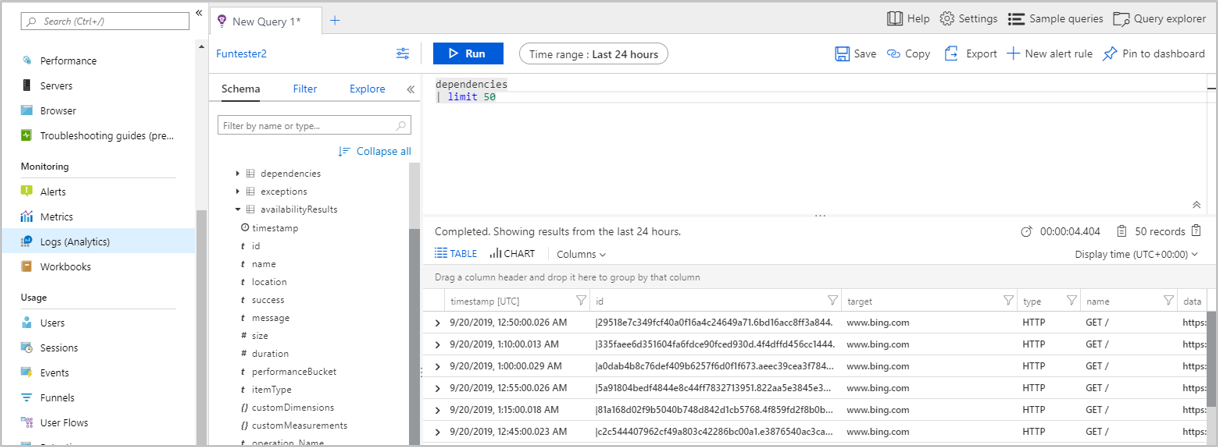 Search (Ctrl+/)
«
New Query 1*
+
Help
Settings
Sample queries
Query explorer
Performance
Servers
Browser
Troubleshooting guides (pre...
Monitoring
Alerts
Metrics
Logs (Analytics)
Workbooks
Usage
Users
Sessions
Events
Funnels
User Flows
Funtester2
Run
Time range : Last 24 hours
Save
Copy
Export
New alert rule
Pin to dashboard
Schema
Filter
Explore
«
Filter by name or type...
Collapse all
dependencies
exceptions
availabilityResults
timestamp
t id
t name
t location
t success
t message
# size
# duration
t performanceBucket
t itemType
{} customDimensions
{} customMeasurements
t operation_Name
dependencies
| limit 50
...
Completed. Showing results from the last 24 hours.
00:00:04.404
50 records
TABLE
CHART
Columns
Display time (UTC+00:00)
Drag a column header and drop it here to group by that column
timestamp [UTC] id target type name data
9/20/2019, 12:50:00.026 AM |29518e7c349fcf40a0f16a4c24649a71.6bd16acc8ff3a844. www.bing.com HTTP GET / https:
9/20/2019, 1:10:00.013 AM |335faee6d351604fa6fdce90fced930d.4f4dffd456cc1444. www.bing.com HTTP GET / https:
9/20/2019, 1:00:00.029 AM |a0dab4b8c76def409b6257f6d0f1f673.aeec39cea3f784... www.bing.com HTTP GET / https:
9/20/2019, 12:55:00.026 AM |5a91804bedf4844e8c44ff7832713951.822aa5e3845e3... www.bing.com HTTP GET / https:
9/20/2019, 1:15:00.018 AM |81a168d02f9b5040b748d842d1cb5768.4f859fd2f8b0b... www.bing.com HTTP GET / https:
9/20/2019, 12:45:00.023 AM |c2c544407962cf49a803c42286bc00a1.e3876540ac3ca... www.bing.com HTTP GET / https: